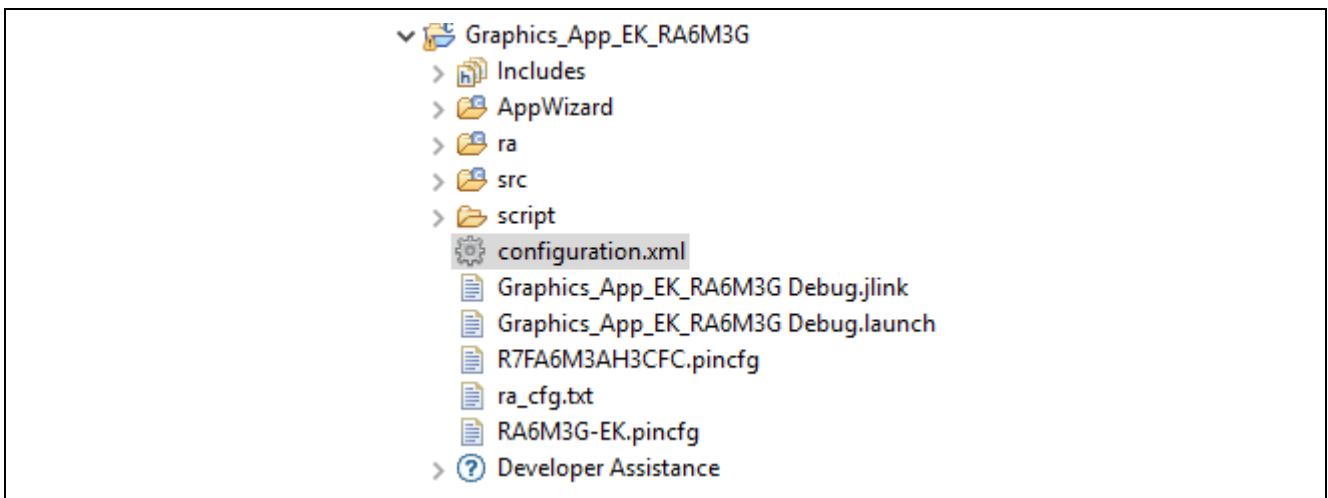 Graphics_App_EK_RA6M3G
Includes
AppWizard
ra
src
script
configuration.xml
Graphics_App_EK_RA6M3G Debug.jlink
Graphics_App_EK_RA6M3G Debug.launch
R7FA6M3AH3CFC.pincfg
ra_cfg.txt
RA6M3G-EK.pincfg
Developer Assistance